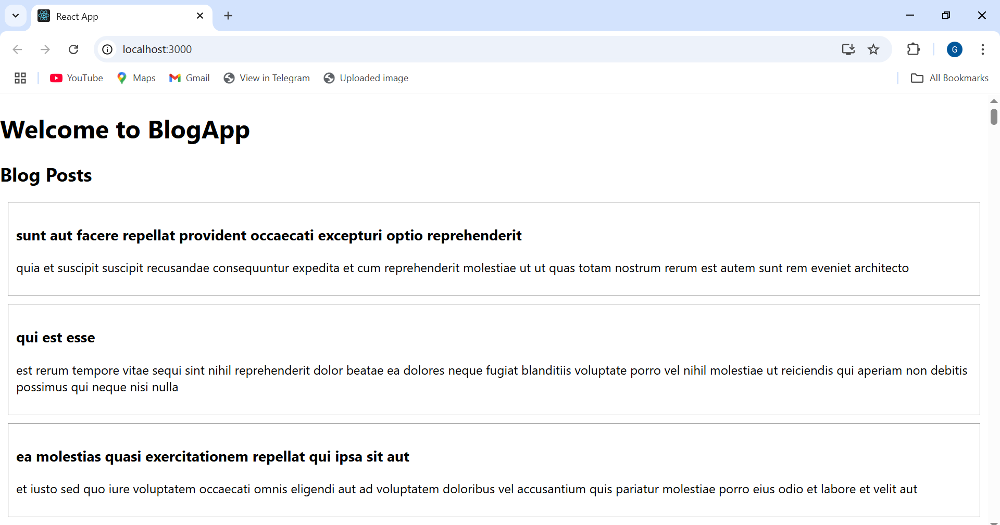 React App
localhost:3000
G
YouTube
Maps
Gmail
View in Telegram
Uploaded image
All Bookmarks
Welcome to BlogApp
Blog Posts
sunt aut facere repellat provident occaecati excepturi optio reprehenderit
quia et suscipit suscipit recusandae consequuntur expedita et cum reprehenderit molestiae ut ut quas totam nostrum rerum est autem sunt rem eveniet architecto
qui est esse
est rerum tempore vitae sequi sint nihil reprehenderit dolor beatae ea dolores neque fugiat blanditiis voluptate porro vel nihil molestiae ut reiciendis qui aperiam non debitis
possimus qui neque nisi nulla
ea molestias quasi exercitationem repellat qui ipsa sit aut
et iusto sed quo iure voluptatem occaecati omnis eligendi aut ad voluptatem doloribus vel accusantium quis pariatur molestiae porro eius odio et labore et velit aut